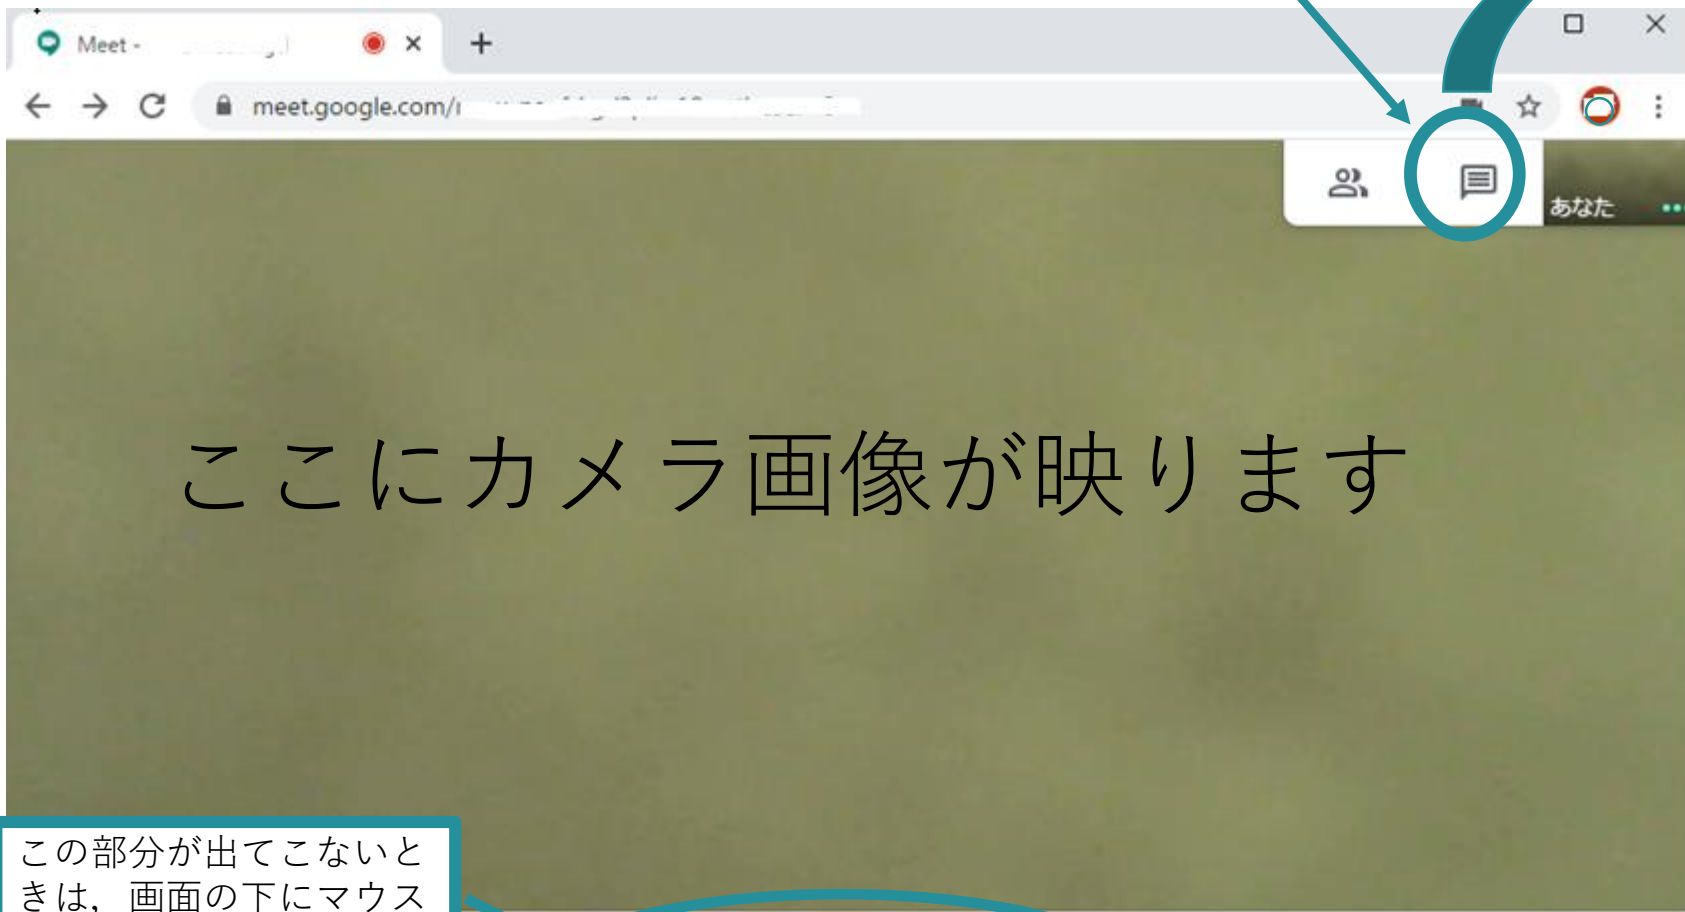 Meet -
meet.google.com/
あなた
ここにカメラ画像が映ります
この部分が出てこないと
きは，画面の下にマウス